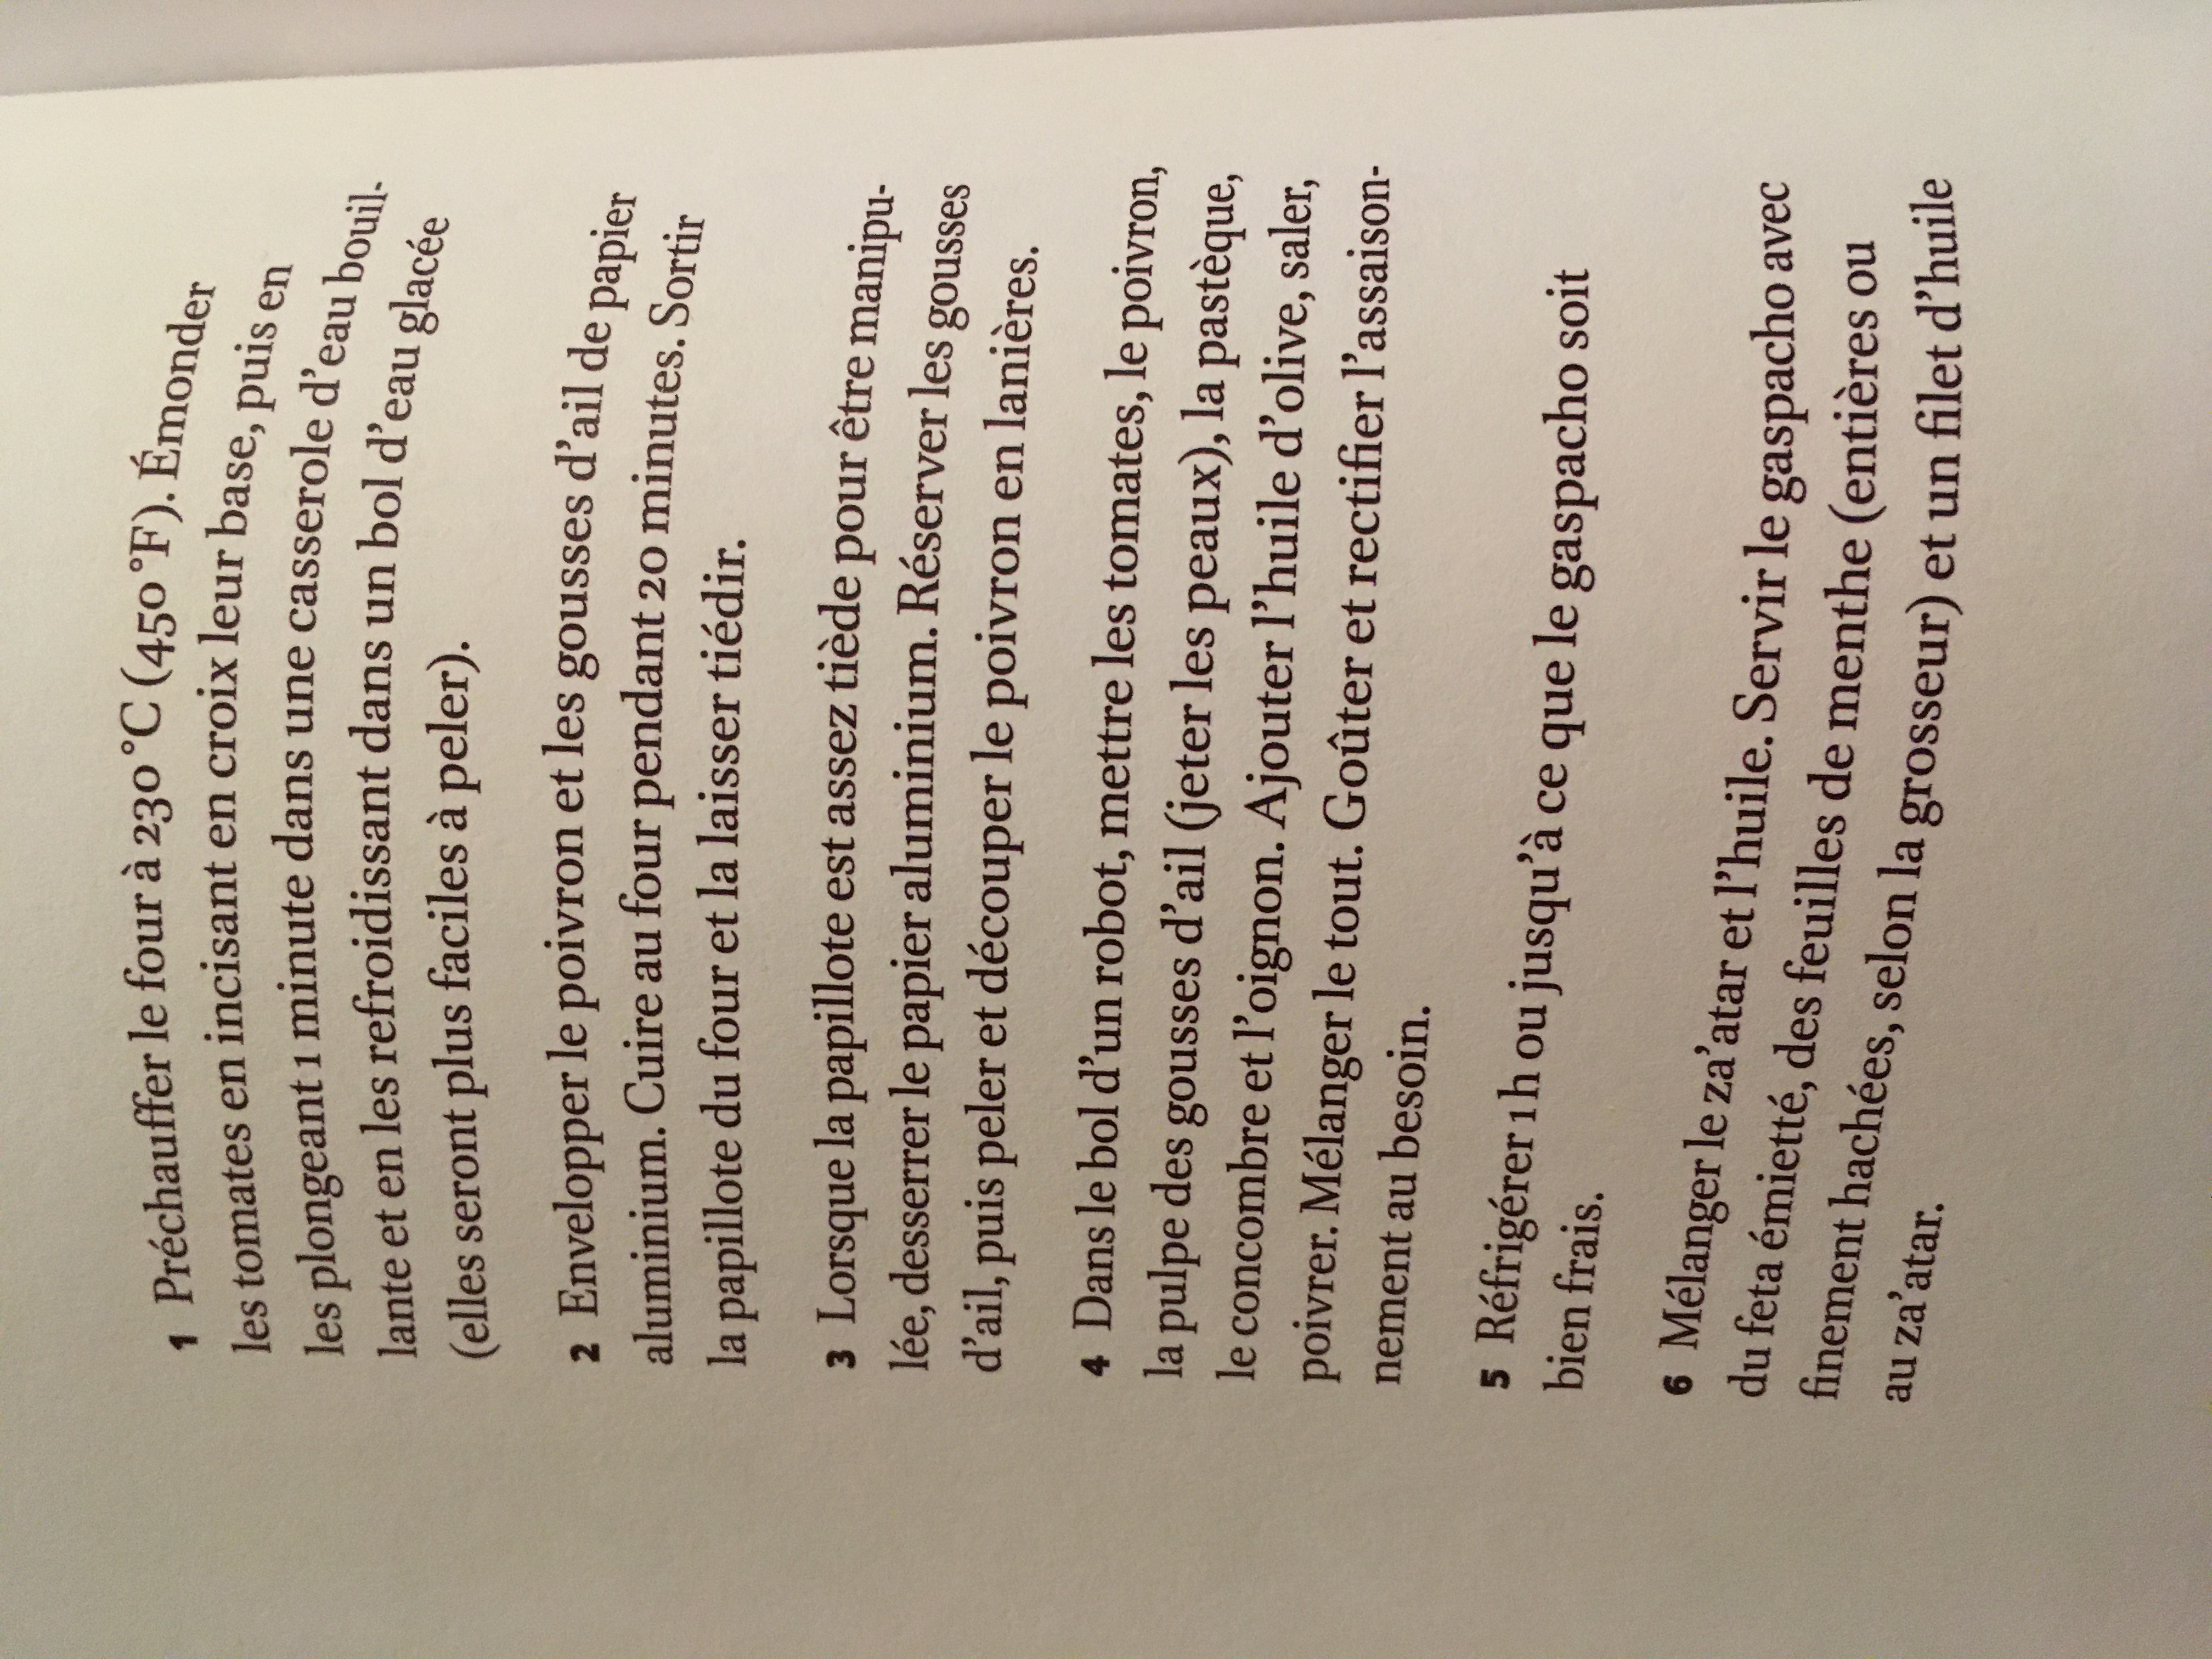 1 Préchauffer le four à 230 °C (450 °F). Émonder
les tomates en incisant en croix leur base, puis en
les plongeant 1 minute dans une casserole d'eau bouil-
lante et en les refroidissant dans un bol d'eau glacée
(elles seront plus faciles à peler).
2 Envelopper le poivron et les gousses d'ail de papier
aluminium. Cuire au four pendant 20 minutes. Sortir
la papillote du four et la laisser tiédir.
3 Lorsque la papillote est assez tiède pour être manipu-
lée, desserrer le papier aluminium. Réserver les gousses
d'ail, puis peler et découper le poivron en lanières.
4 Dans le bol d'un robot, mettre les tomates, le poivron,
la pulpe des gousses d'ail (jeter les peaux), la pastèque,
le concombre et l'oignon. Ajouter l'huile d'olive, saler,
poivrer. Mélanger le tout. Goûter et rectifier l'assaison-
nement au besoin.
5 Réfrigérer 1 h ou jusqu'à ce que le gaspacho soit
bien frais.
6 Mélanger le za'atar et l'huile. Servir le gaspacho avec
du feta émietté, des feuilles de menthe (entières ou
finement hachées, selon la grosseur) et un filet d'huile
au za'atar.